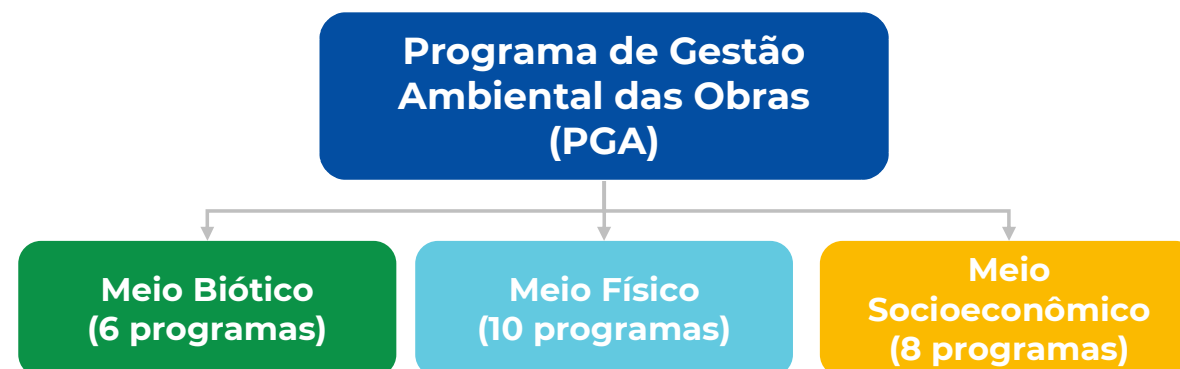 Programa de Gestão
Ambiental das Obras
(PGA)
Meio Biótico
(6 programas)
Meio Físico
(10 programas)
Meio
Socioeconômico
(8 programas)